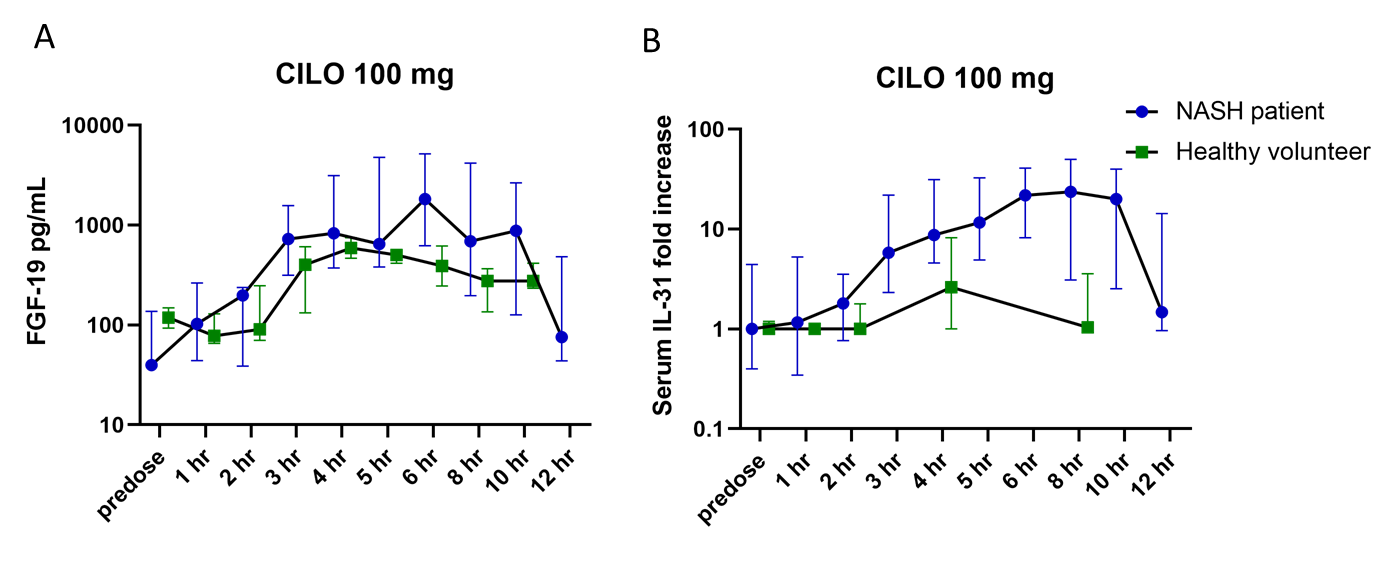 A
CILO 100 mg
FGF-19 pg/mL
10000
1000
100
10
predose
1 hr
2 hr
3 hr
4 hr
5 hr
6 hr
8 hr
10 hr
12 hr
B
CILO 100 mg
NASH patient
Healthy volunteer
Serum IL-31 fold increase
100
10
1
0.1
predose
1 hr
2 hr
3 hr
4 hr
5 hr
6 hr
8 hr
10 hr
12 hr